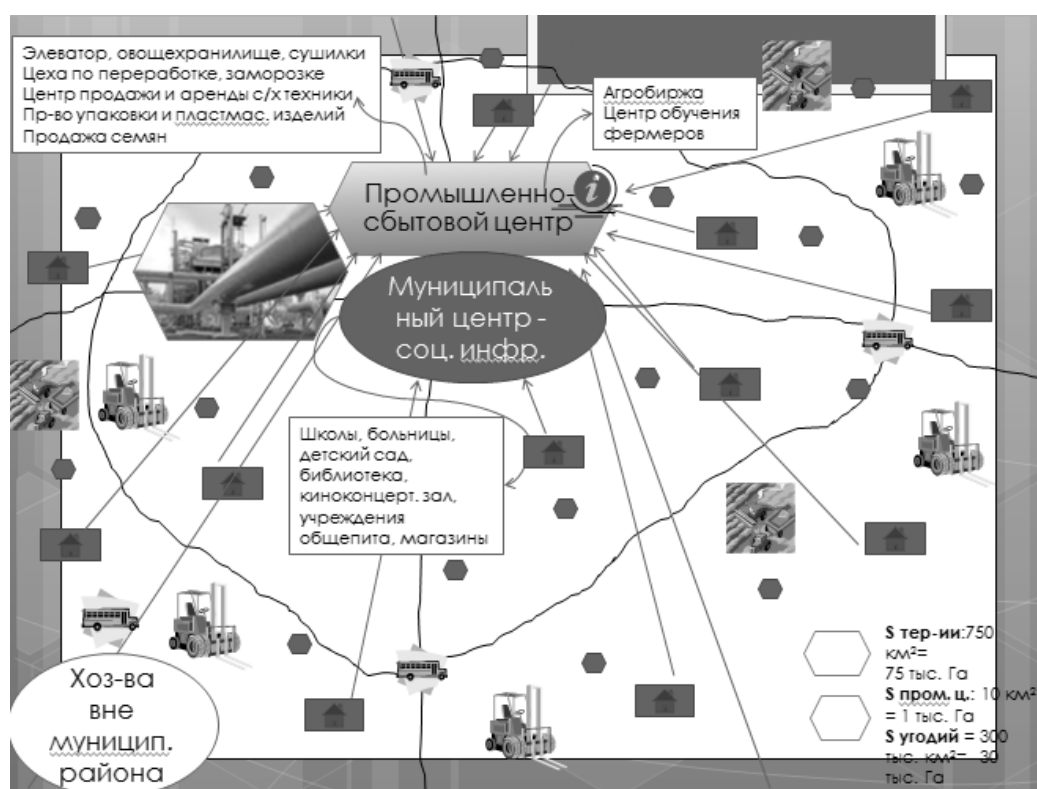 Элеватор, овощехранилище, сушилки
Цеха по переработке, заморозке
Центр продажи и аренды с/х техники
Пр-во упаковки и пластмас. изделий
Продажа семян
Агробиржа
Центр обучения
фермеров
Промышленно-
сбытовой центр
i
Муниципаль
ный центр -
соц. инфр.
Школы, больницы,
детский сад,
библиотека,
киноконцерт. зал,
учреждения
общепита, магазины
Хоз-ва
вне
муницип.
района
S тер-ии:750
км²=
75 тыс. Га
S пром. ц.: 10 км²
= 1 тыс. Га
S угодий = 300
тыс. км²= 30
тыс. Га